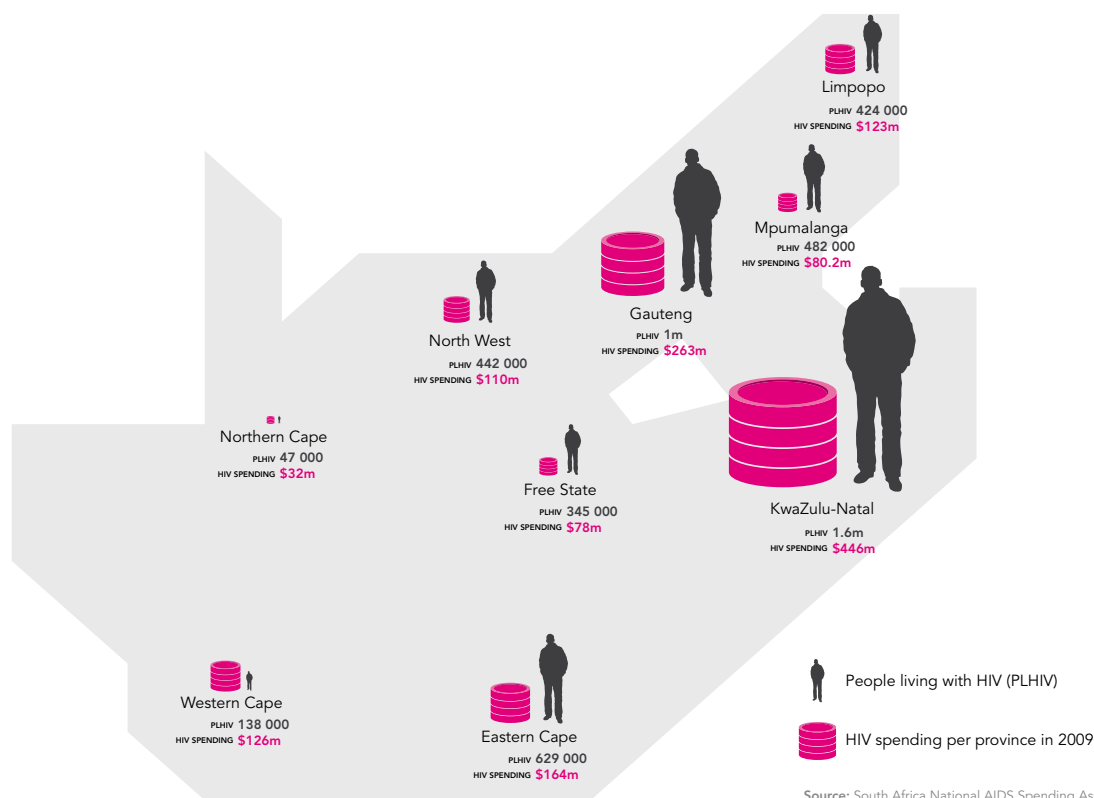 Limpopo
PLHIV 424 000
HIV SPENDING $123m
Mpumalanga
PLHIV 482 000
HIV SPENDING $80.2m
Gauteng
PLHIV 1m
HIV SPENDING $263m
North West
PLHIV 442 000
HIV SPENDING $110m
Northern Cape
PLHIV 47 000
HIV SPENDING $32m
Free State
PLHIV 345 000
HIV SPENDING $78m
KwaZulu-Natal
PLHIV 1.6m
HIV SPENDING $446m
Western Cape
PLHIV 138 000
HIV SPENDING $126m
Eastern Cape
PLHIV 629 000
HIV SPENDING $164m
People living with HIV (PLHIV)
HIV spending per province in 2009
Source: South Africa National AIDS Spending As